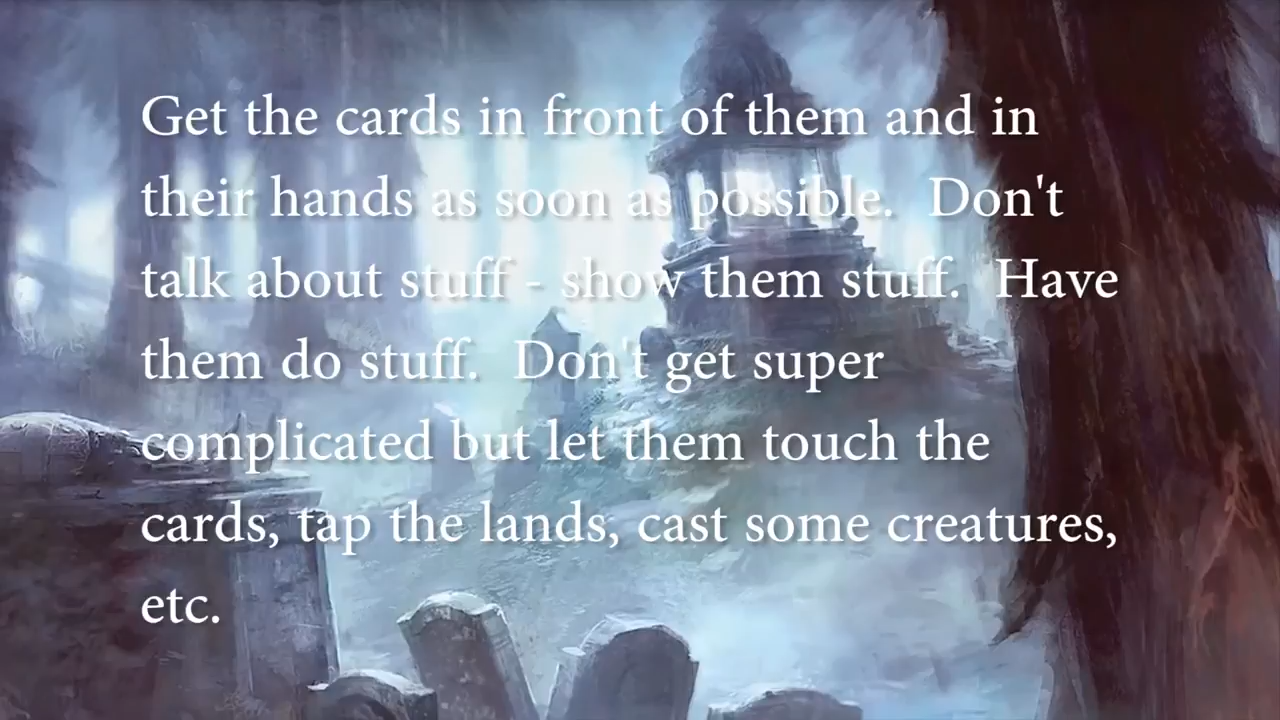 Get the cards in front of them and in
their hands as soon as possible.  Don't
talk about stuff - show them stuff.  Have
them do stuff.  Don't get super
complicated but let them touch the
cards, tap the lands, cast some creatures,
etc.